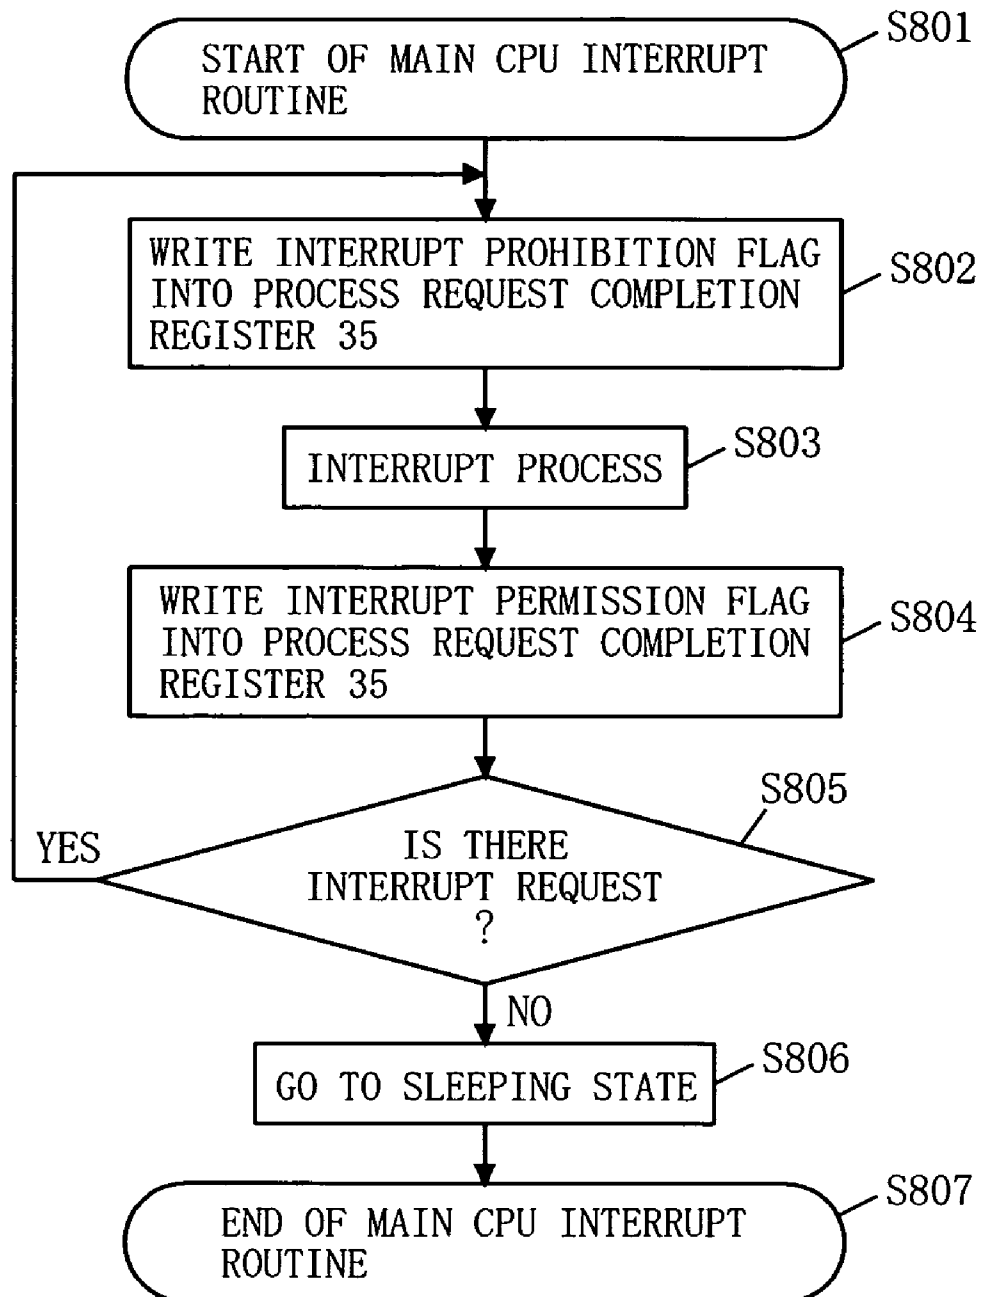 S801
START OF MAIN CPU INTERRUPT
ROUTINE
WRITE INTERRUPT PROHIBITION FLAG
INTO PROCESS REQUEST COMPLETION
REGISTER 35
S802
INTERRUPT PROCESS
S803
WRITE INTERRUPT PERMISSION FLAG
INTO PROCESS REQUEST COMPLETION
REGISTER 35
S804
S805
YES
IS THERE
INTERRUPT REQUEST
?
NO
GO TO SLEEPING STATE
S806
S807
END OF MAIN CPU INTERRUPT
ROUTINE